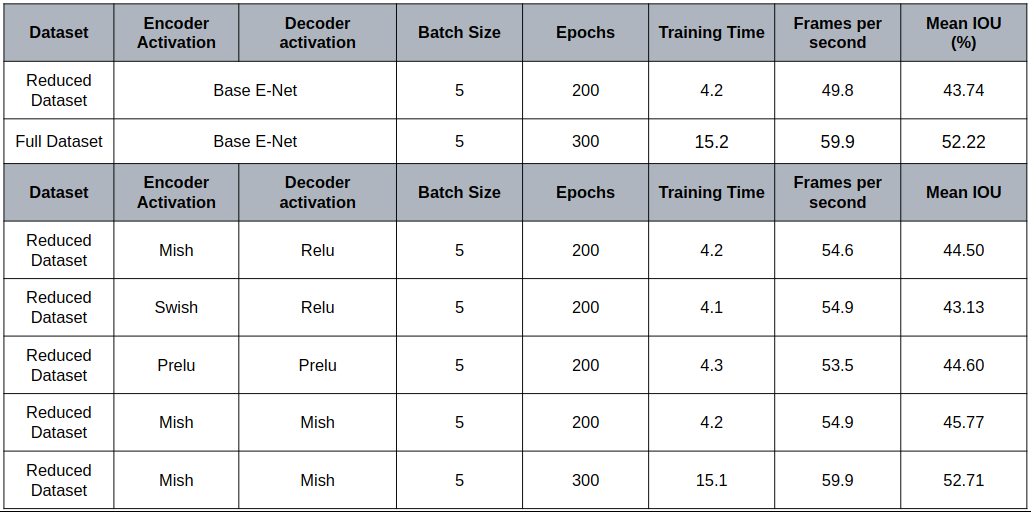 Dataset Encoder Activation Decoder activation Batch Size Epochs Training Time Frames per second Mean IOU (%)
Reduced Dataset Base E-Net 5 200 4.2 49.8 43.74
Full Dataset Base E-Net 5 300 15.2 59.9 52.22
Dataset Encoder Activation Decoder activation Batch Size Epochs Training Time Frames per second Mean IOU
Reduced Dataset Mish Relu 5 200 4.2 54.6 44.50
Reduced Dataset Swish Relu 5 200 4.1 54.9 43.13
Reduced Dataset Prelu Prelu 5 200 4.3 53.5 44.60
Reduced Dataset Mish Mish 5 200 4.2 54.9 45.77
Reduced Dataset Mish Mish 5 300 15.1 59.9 52.71